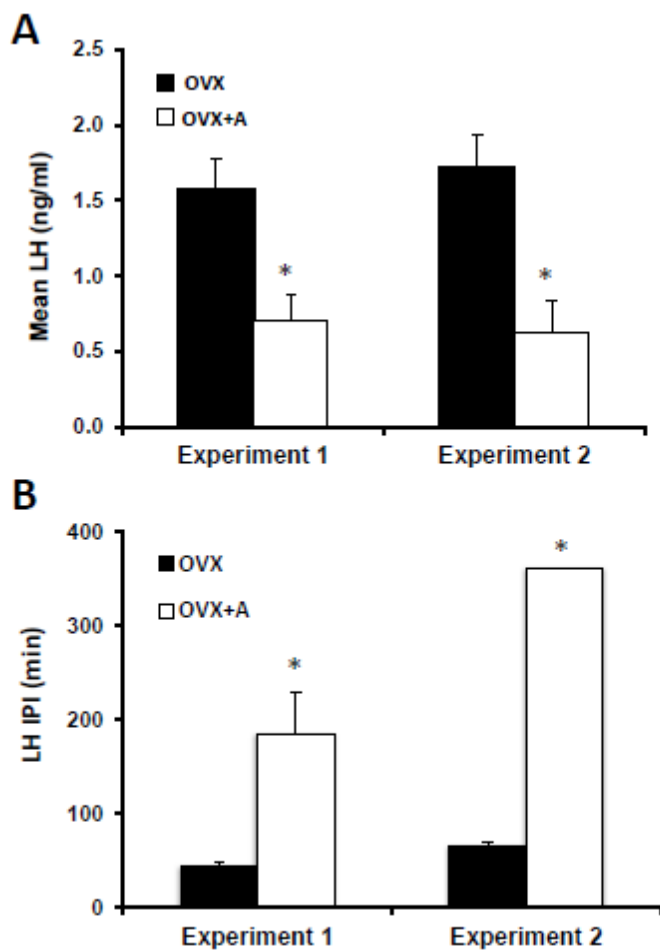 A
2.5
2.0
1.5
1.0
0.5
0.0
Mean LH (ng/ml)
OVX
OVX+A
*
*
Experiment 1
Experiment 2
B
400
300
200
100
0
LH IPI (min)
OVX
OVX+A
*
*
Experiment 1
Experiment 2